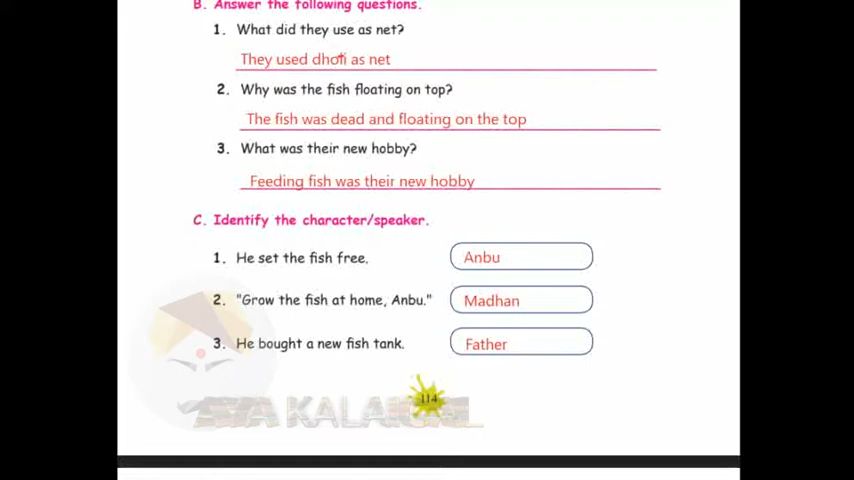 B. Answer the following questions.
1. What did they use as net?
They used dhoti as net
2. Why was the fish floating on top?
The fish was dead and floating on the top
3. What was their new hobby?
Feeding fish was their new hobby
C. Identify the character/speaker.
1. He set the fish free. Anbu
2. "Grow the fish at home, Anbu." Madhan
3. He bought a new fish tank. Father
114
KALAIGAL